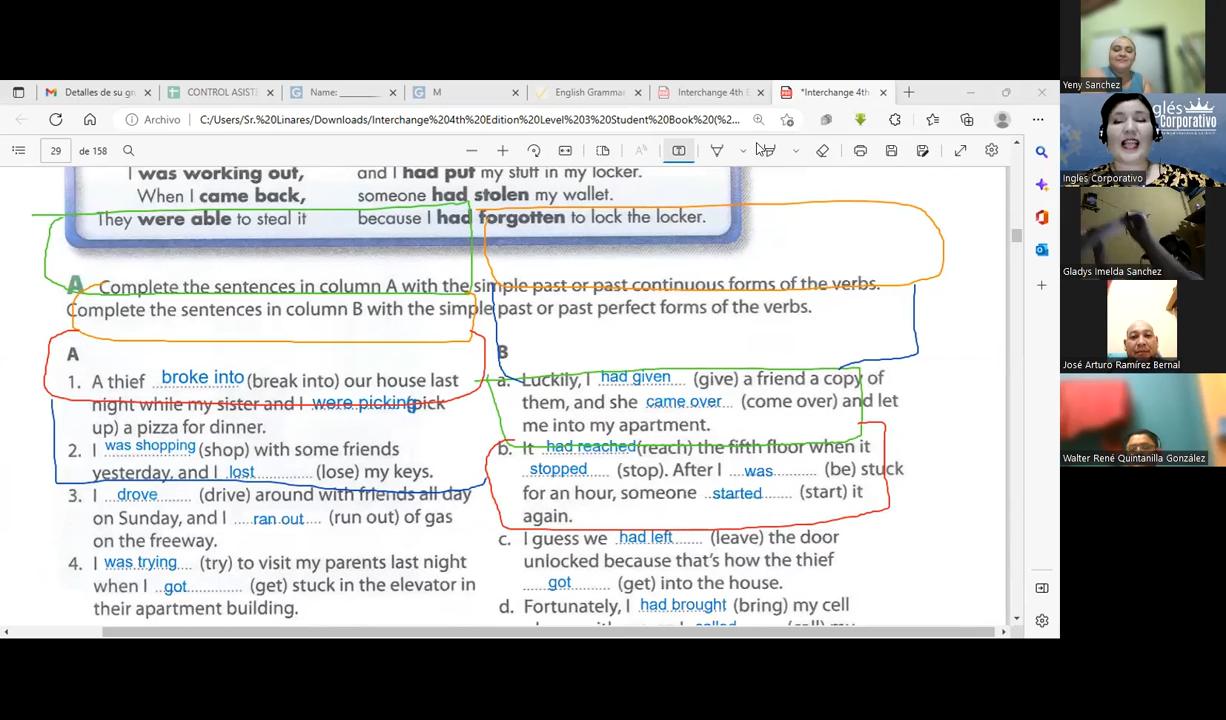 Detalles de su gr
CONTROL ASIST
Name: ________
M
English Gramma
Interchange 4th E
*Interchange 4th
Archivo
C:/Users/Sr.%20Linares/Downloads/Interchange%204th%20Edition%20Level%203%20Student%20Book%20(%...
29 de 158
I was working out, and I had put my stuff in my locker.
When I came back, someone had stolen my wallet.
They were able to steal it because I had forgotten to lock the locker.
A Complete the sentences in column A with the simple past or past continuous forms of the verbs.
Complete the sentences in column B with the simple past or past perfect forms of the verbs.
A
1. A thief broke into (break into) our house last
night while my sister and I were picking (pick
up) a pizza for dinner.
2. I was shopping (shop) with some friends
yesterday, and I lost (lose) my keys.
3. I drove (drive) around with friends all day
on Sunday, and I ran out (run out) of gas
on the freeway.
4. I was trying (try) to visit my parents last night
when I got (get) stuck in the elevator in
their apartment building.
B
a. Luckily, I had given (give) a friend a copy of
them, and she came over (come over) and let
me into my apartment.
b. It had reached (reach) the fifth floor when it
stopped (stop). After I was (be) stuck
for an hour, someone started (start) it
again.
c. I guess we had left (leave) the door
unlocked because that's how the thief
got (get) into the house.
d. Fortunately, I had brought (bring) my cell
called
Yeny Sanchez
glés
Corporativo
Ingles Corporativo
Gladys Imelda Sanchez
José Arturo Ramírez Bernal
Walter René Quintanilla González